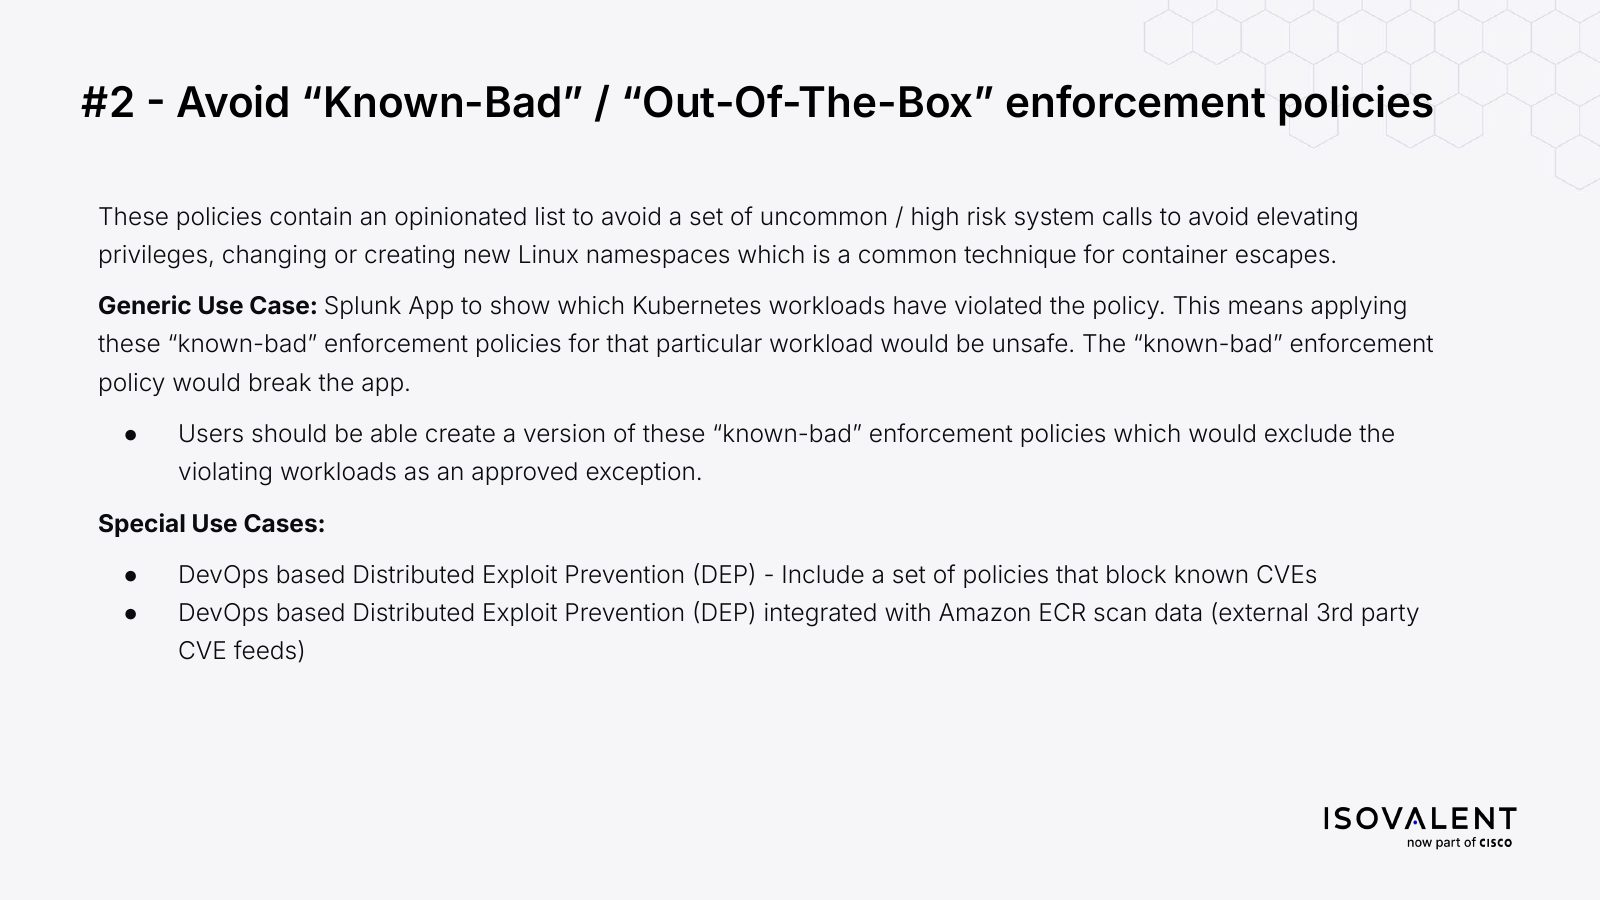 #2 - Avoid “Known-Bad” / “Out-Of-The-Box” enforcement policies
These policies contain an opinionated list to avoid a set of uncommon / high risk system calls to avoid elevating
privileges, changing or creating new Linux namespaces which is a common technique for container escapes.
Generic Use Case: Splunk App to show which Kubernetes workloads have violated the policy. This means applying
these “known-bad” enforcement policies for that particular workload would be unsafe. The “known-bad” enforcement
policy would break the app.
● Users should be able create a version of these “known-bad” enforcement policies which would exclude the
violating workloads as an approved exception.
Special Use Cases:
● DevOps based Distributed Exploit Prevention (DEP) - Include a set of policies that block known CVEs
● DevOps based Distributed Exploit Prevention (DEP) integrated with Amazon ECR scan data (external 3rd party
CVE feeds)
ISOVALENT
now part of CISCO